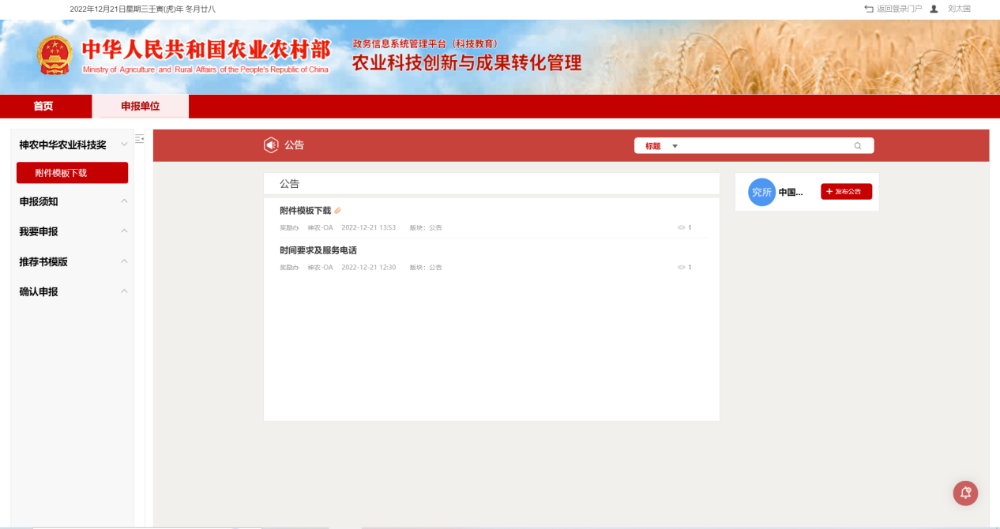 2022年12月21日星期三壬寅(虎)年 冬月廿八
返回登录门户 刘太国
中华人民共和国农业农村部
Ministry of Agriculture and Rural Affairs of the People's Republic of China
政务信息系统管理平台（科技教育）
农业科技创新与成果转化管理
首页 申报单位
神农中华农业科技奖
附件模板下载
申报须知
我要申报
推荐书模版
确认申报
公告
标题
公告
附件模板下载
奖励办 神农-OA 2022-12-21 13:53 版块：公告 1
时间要求及服务电话
奖励办 神农-OA 2022-12-21 12:30 版块：公告 1
究所 中国... + 发布公告